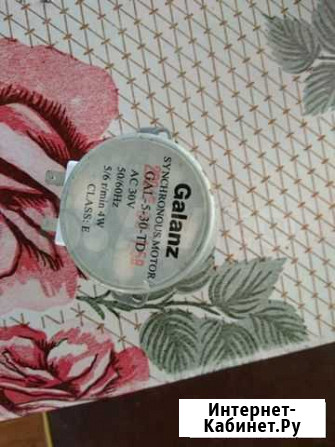 Galanz
SYNCHRONOUS MOTOR
GAL-5-30-TD
AC 30V
50/60Hz
5/6 r/min 4W
CLASS: E
Интернет-
Кабинет.Ру